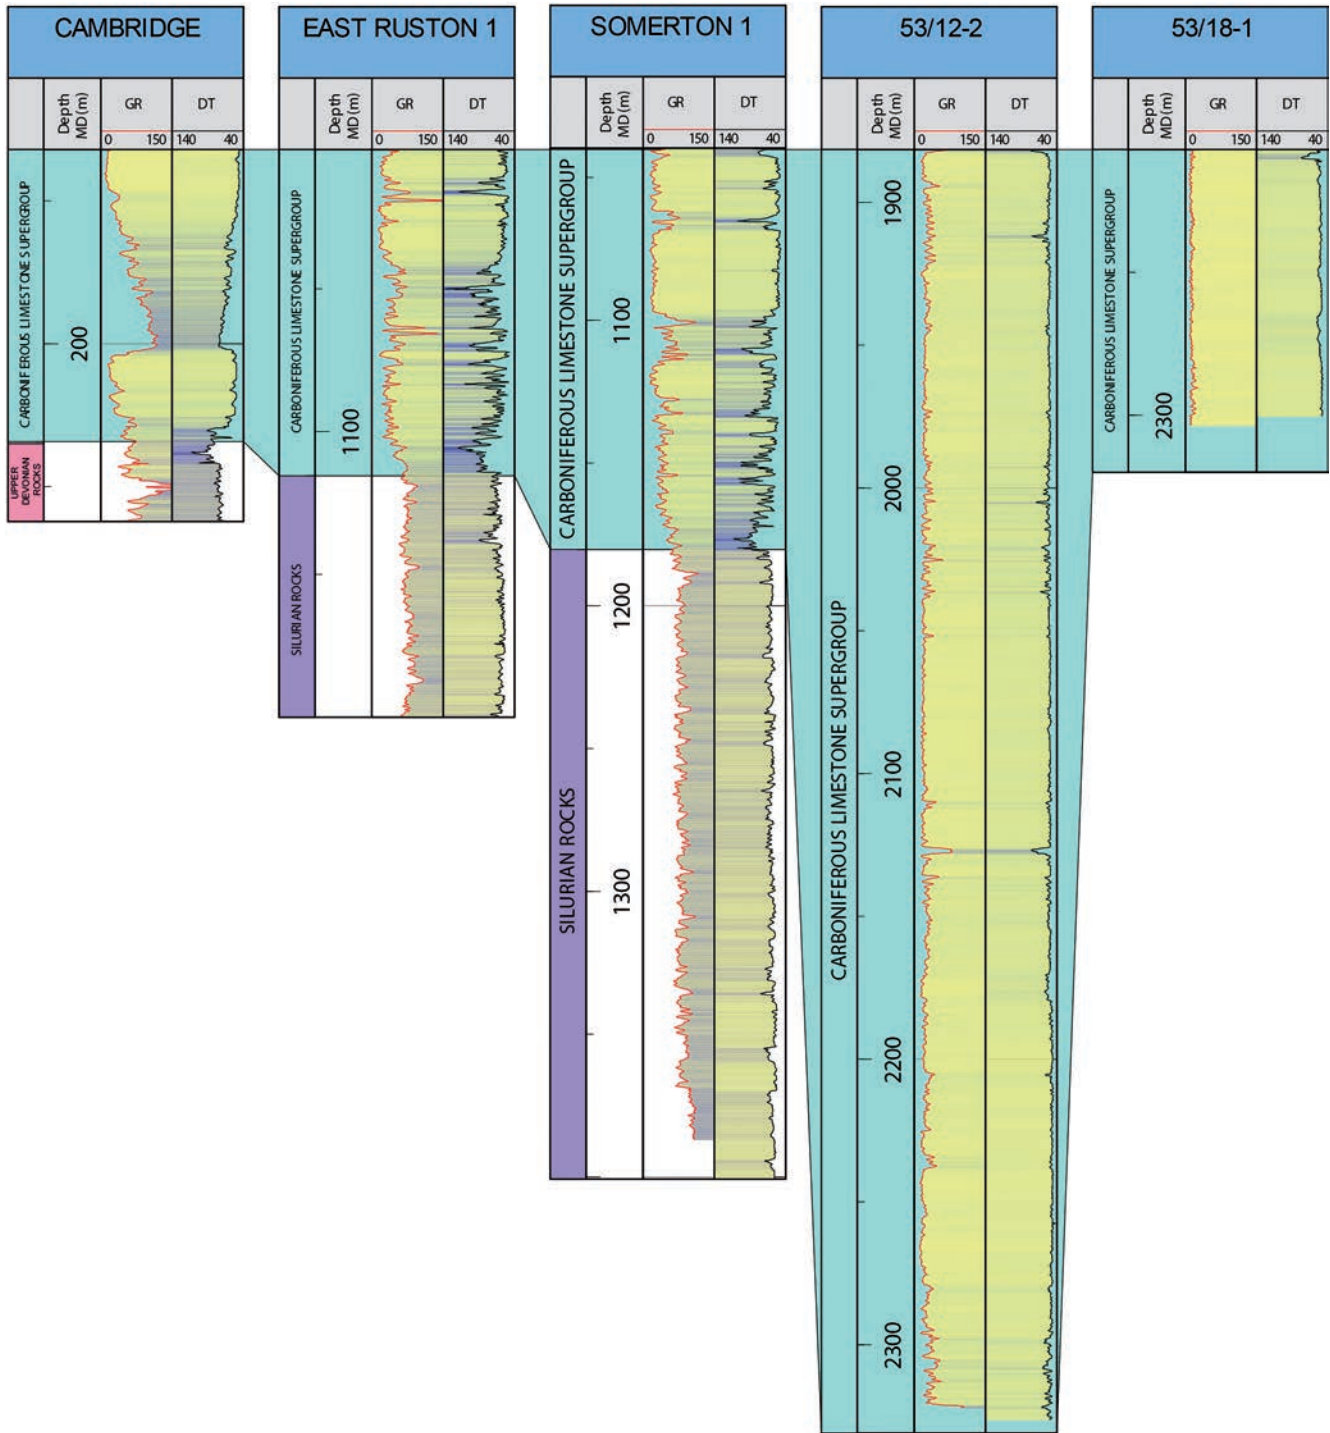 CAMBRIDGE
Depth
MD (m)
GR
DT
0
150
140
40
CARBONIFEROUS LIMESTONE SUPERGROUP
200
UPPER
DEVONIAN
ROCKS
EAST RUSTON 1
Depth
MD (m)
GR
DT
0
150
140
40
CARBONIFEROUS LIMESTONE SUPERGROUP
1100
SILURIAN ROCKS
SOMERTON 1
Depth
MD (m)
GR
DT
0
150
140
40
CARBONIFEROUS LIMESTONE SUPERGROUP
1100
1200
SILURIAN ROCKS
1300
53/12-2
Depth
MD (m)
GR
DT
0
150
140
40
1900
2000
CARBONIFEROUS LIMESTONE SUPERGROUP
2100
2200
2300
53/18-1
Depth
MD (m)
GR
DT
0
150
140
40
CARBONIFEROUS LIMESTONE SUPERGROUP
2300